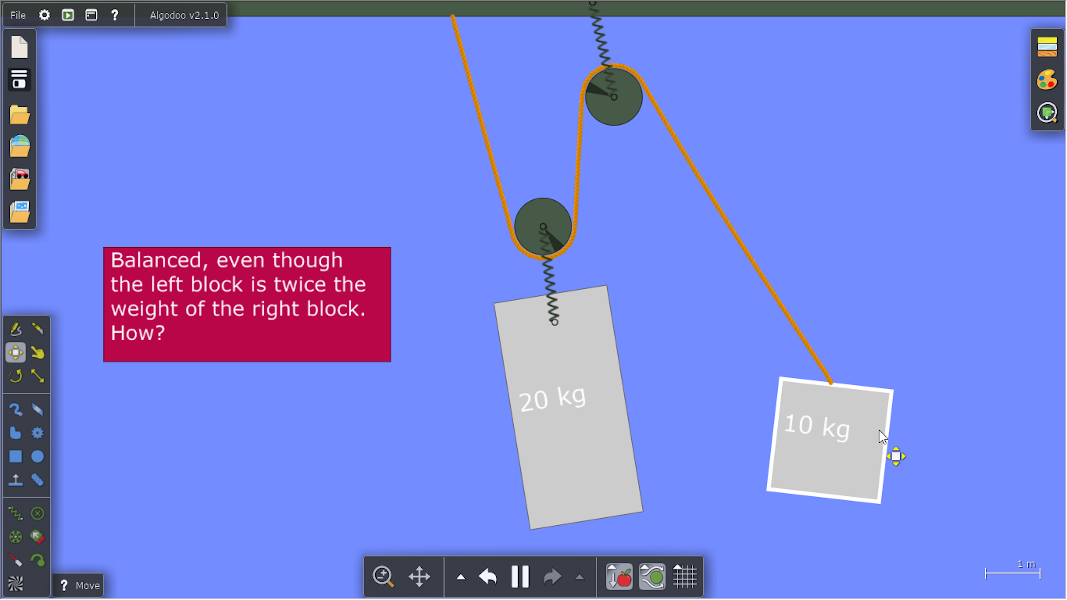 File ? Algodoo v2.1.0
Balanced, even though
the left block is twice the
weight of the right block.
How?
20 kg
10 kg
1 m
? Move